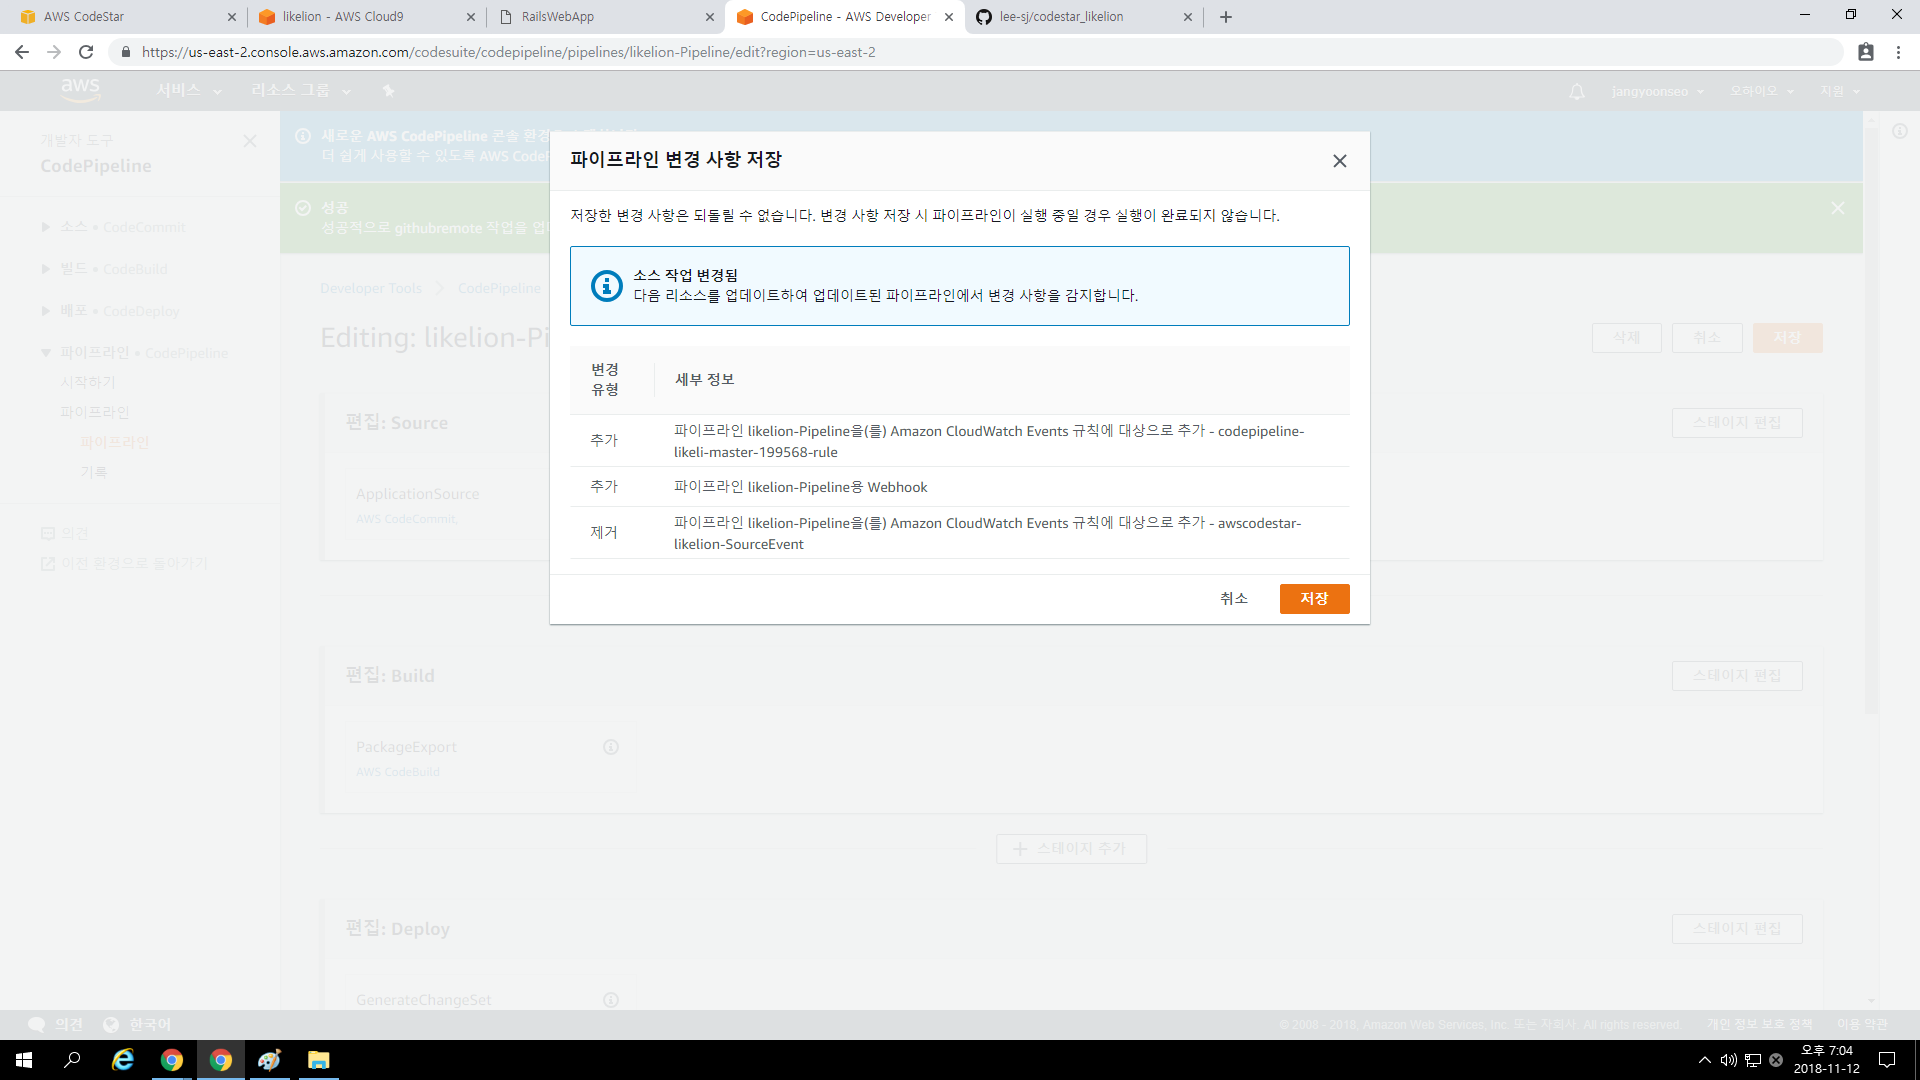 AWS CodeStar
likelion - AWS Cloud9
RailsWebApp
CodePipeline - AWS Developer
lee-sj/codestar_likelion
https://us-east-2.console.aws.amazon.com/codesuite/codepipeline/pipelines/likelion-Pipeline/edit?region=us-east-2
aws
서비스
리소스 그룹
jangyoonseo
오하이오
지원
개발자 도구
CodePipeline
소스 • CodeCommit
빌드 • CodeBuild
배포 • CodeDeploy
파이프라인 • CodePipeline
시작하기
파이프라인
파이프라인
기록
의견
이전 환경으로 돌아가기
새로운 AWS CodePipeline 콘솔
더 쉽게 사용할 수 있도록 AWS
성공
성공적으로 githubremote 작업을
Developer Tools
CodePipeline
Editing: likelion-Pi
삭제
취소
저장
편집: Source
스테이지 편집
ApplicationSource
AWS CodeCommit,
파이프라인 변경 사항 저장
저장한 변경 사항은 되돌릴 수 없습니다. 변경 사항 저장 시 파이프라인이 실행 중일 경우 실행이 완료되지 않습니다.
소스 작업 변경됨
다음 리소스를 업데이트하여 업데이트된 파이프라인에서 변경 사항을 감지합니다.
변경
유형
세부 정보
추가
파이프라인 likelion-Pipeline을(를) Amazon CloudWatch Events 규칙에 대상으로 추가 - codepipeline-
likeli-master-199568-rule
추가
파이프라인 likelion-Pipeline용 Webhook
제거
파이프라인 likelion-Pipeline을(를) Amazon CloudWatch Events 규칙에 대상으로 추가 - awscodestar-
likelion-SourceEvent
취소
저장
편집: Build
스테이지 편집
PackageExport
AWS CodeBuild
스테이지 추가
편집: Deploy
스테이지 편집
GenerateChangeSet
의견
한국어
© 2008 - 2018, Amazon Web Services, Inc. 또는 자회사. All rights reserved.
개인 정보 보호 정책
이용 약관
오후 7:04
2018-11-12